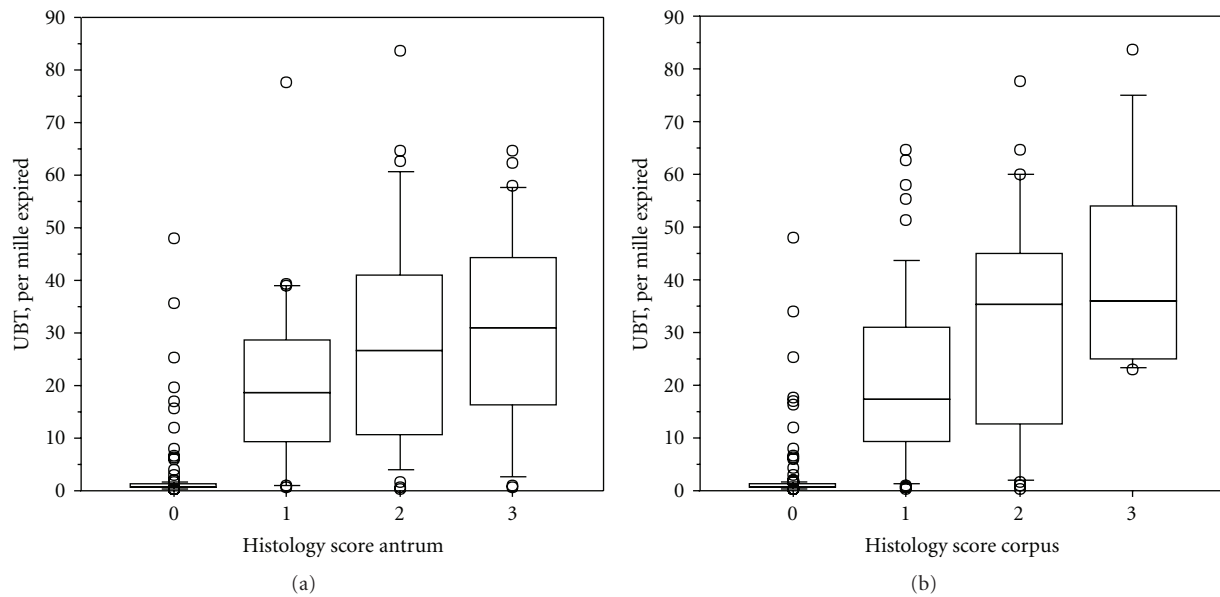 90
80
70
60
50
40
30
20
10
0
UBT, per mille expired
0 1 2 3
Histology score antrum
(a)
90
80
70
60
50
40
30
20
10
0
UBT, per mille expired
0 1 2 3
Histology score corpus
(b)